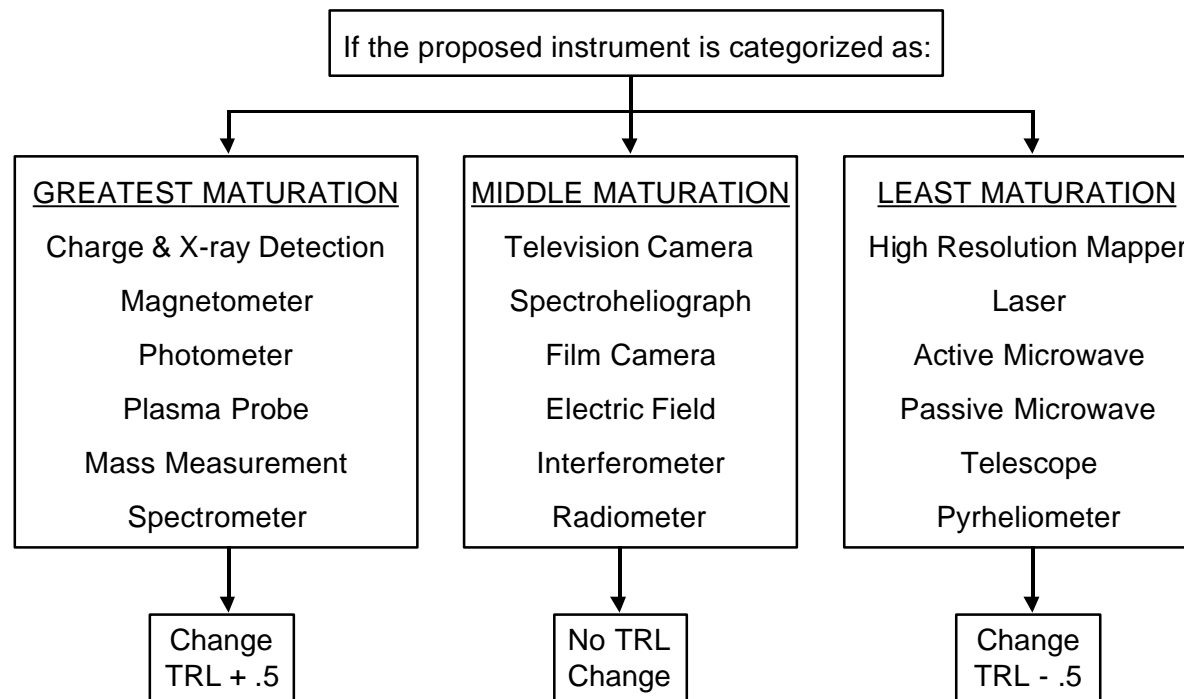 If the proposed instrument is categorized as:
GREATEST MATURATION
Charge & X-ray Detection
Magnetometer
Photometer
Plasma Probe
Mass Measurement
Spectrometer
Change
TRL + .5
MIDDLE MATURATION
Television Camera
Spectroheliograph
Film Camera
Electric Field
Interferometer
Radiometer
No TRL
Change
LEAST MATURATION
High Resolution Mapper
Laser
Active Microwave
Passive Microwave
Telescope
Pyrheliometer
Change
TRL - .5